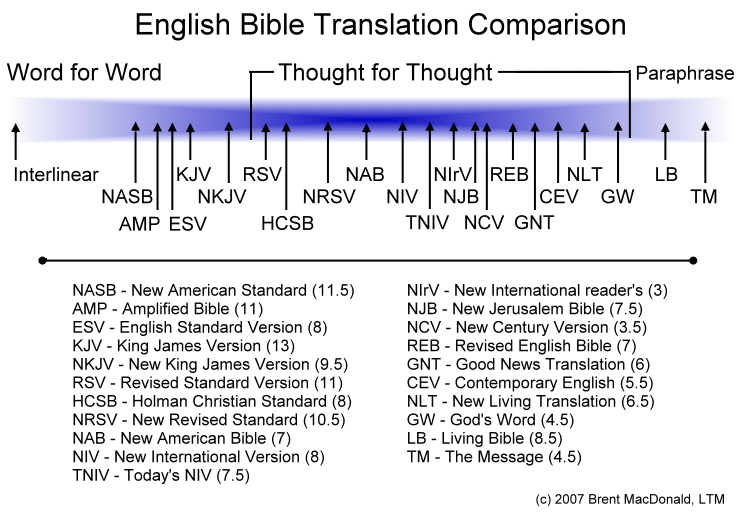 English Bible Translation Comparison
Word for Word
Thought for Thought
Paraphrase
Interlinear
NASB
AMP
ESV
KJV
NKJV
RSV
HCSB
NRSV
NAB
NIV
TNIV
NIrV
NJB
NCV
REB
GNT
CEV
NLT
GW
LB
TM
NASB - New American Standard (11.5)
AMP - Amplified Bible (11)
ESV - English Standard Version (8)
KJV - King James Version (13)
NKJV - New King James Version (9.5)
RSV - Revised Standard Version (11)
HCSB - Holman Christian Standard (8)
NRSV - New Revised Standard (10.5)
NAB - New American Bible (7)
NIV - New International Version (8)
TNIV - Today's NIV (7.5)
NIrV - New International reader's (3)
NJB - New Jerusalem Bible (7.5)
NCV - New Century Version (3.5)
REB - Revised English Bible (7)
GNT - Good News Translation (6)
CEV - Contemporary English (5.5)
NLT - New Living Translation (6.5)
GW - God's Word (4.5)
LB - Living Bible (8.5)
TM - The Message (4.5)
(c) 2007 Brent MacDonald, LTM